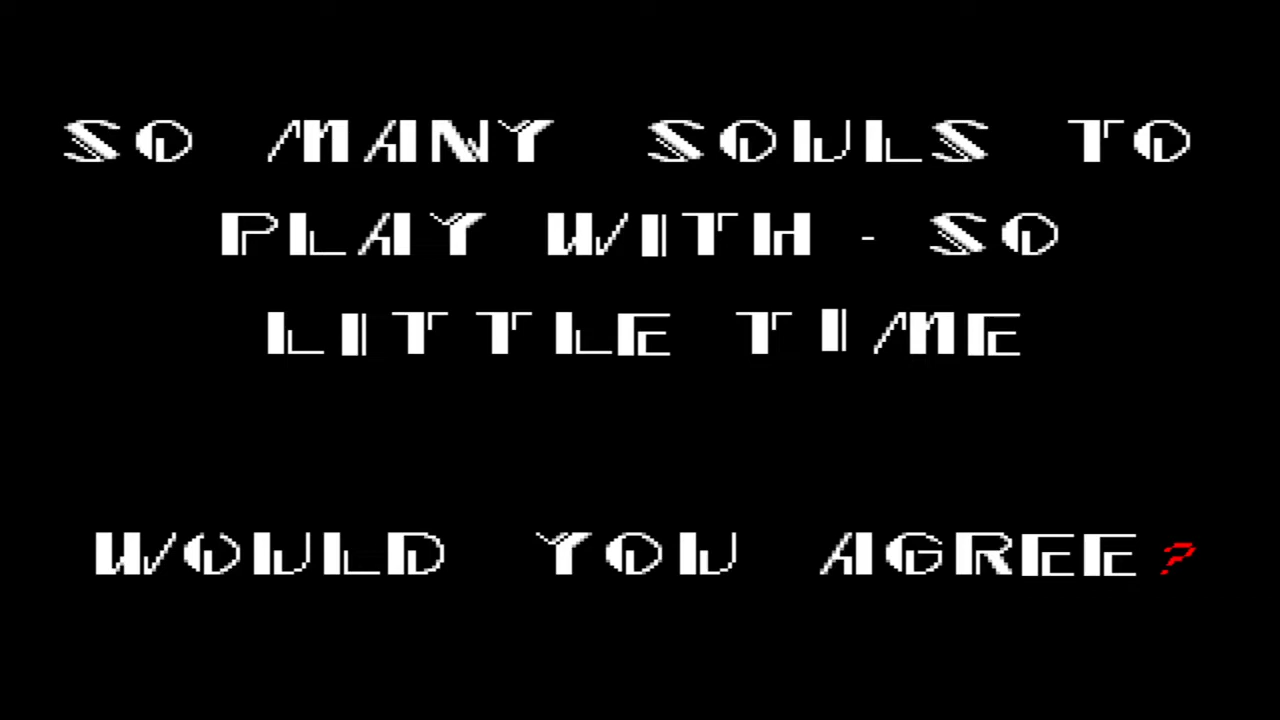 SO MANY SOULS TO
PLAY WITH - SO
LITTLE TIME
WOULD YOU AGREE?